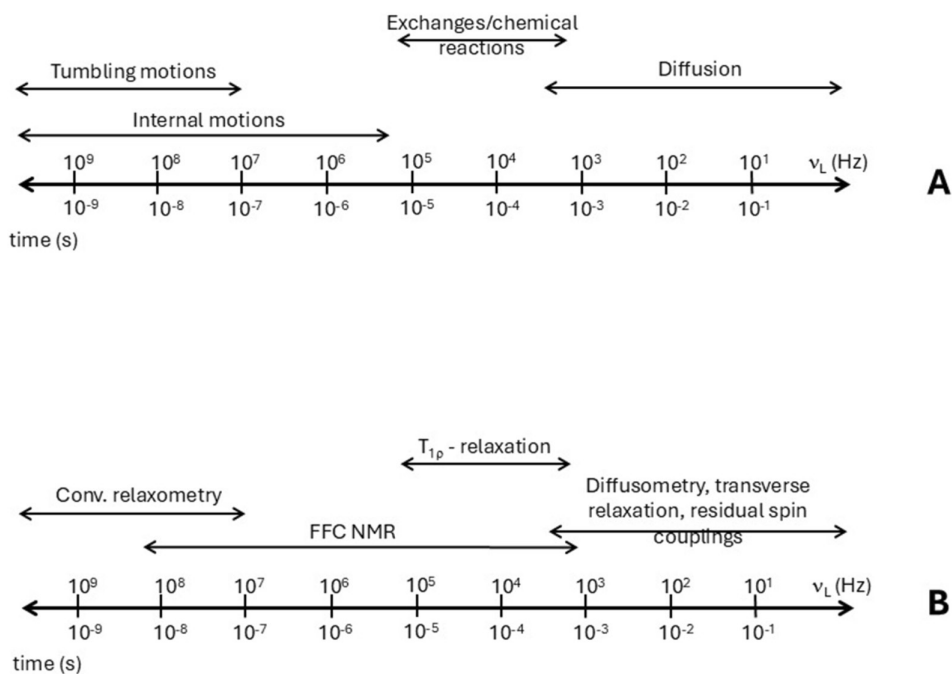 Exchanges/chemical
reactions
Tumbling motions
Diffusion
Internal motions
10⁹ 10⁸ 10⁷ 10⁶ 10⁵ 10⁴ 10³ 10² 10¹ νL (Hz)
A
10⁻⁹ 10⁻⁸ 10⁻⁷ 10⁻⁶ 10⁻⁵ 10⁻⁴ 10⁻³ 10⁻² 10⁻¹
time (s)
T₁ρ - relaxation
Conv. relaxometry
Diffusometry, transverse
relaxation, residual spin
couplings
FFC NMR
10⁹ 10⁸ 10⁷ 10⁶ 10⁵ 10⁴ 10³ 10² 10¹ νL (Hz)
B
10⁻⁹ 10⁻⁸ 10⁻⁷ 10⁻⁶ 10⁻⁵ 10⁻⁴ 10⁻³ 10⁻² 10⁻¹
time (s)